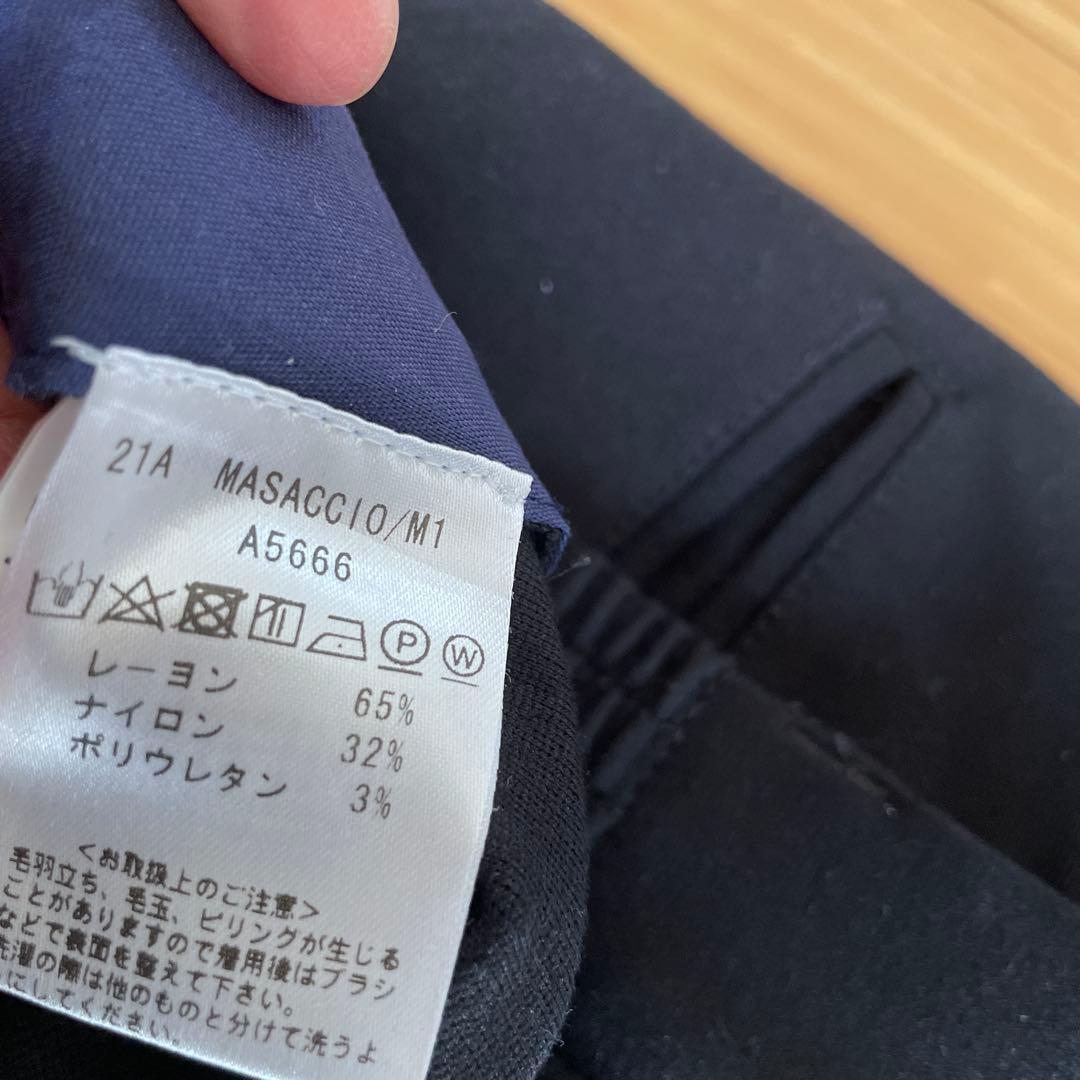 21A MASACCIO/M1
A5666
P W
レーヨン 65%
ナイロン 32%
ポリウレタン 3%
<お取扱上のご注意>
毛羽立ち、毛玉、ピリングが生じる
ことがありますので着用後はブラシ
などで表面を整えて下さい。
洗濯の際は他のものと分けて洗うよ
うにしてください。